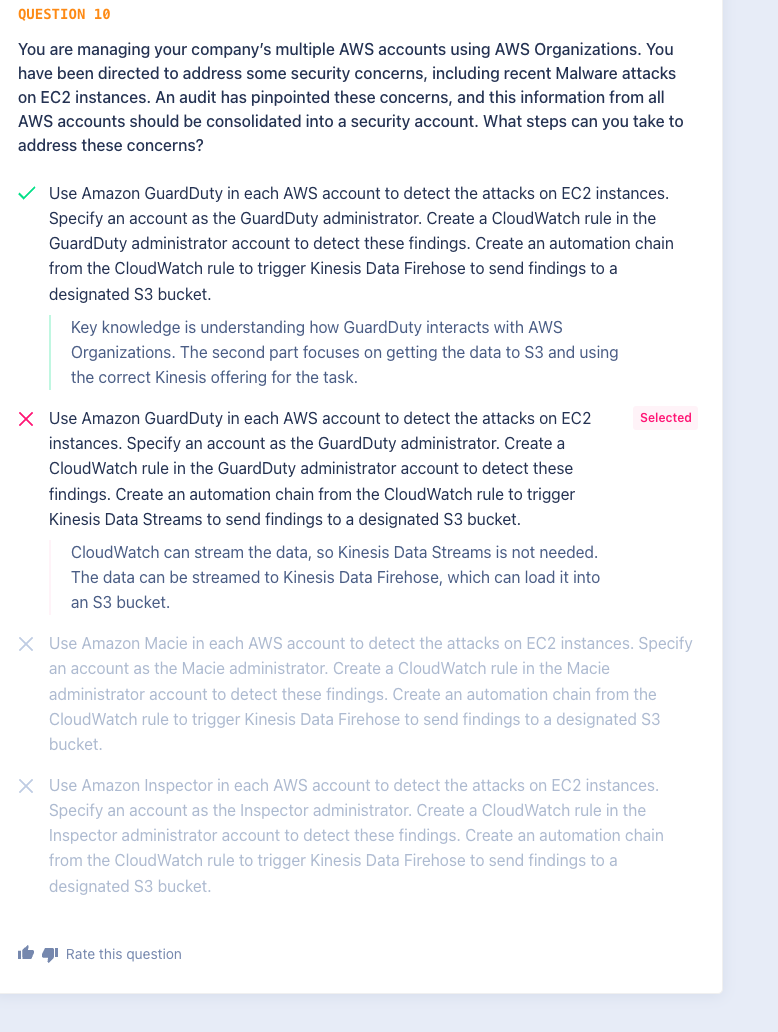 QUESTION 10
You are managing your company's multiple AWS accounts using AWS Organizations. You
have been directed to address some security concerns, including recent Malware attacks
on EC2 instances. An audit has pinpointed these concerns, and this information from all
AWS accounts should be consolidated into a security account. What steps can you take to
address these concerns?
Use Amazon GuardDuty in each AWS account to detect the attacks on EC2 instances.
Specify an account as the GuardDuty administrator. Create a CloudWatch rule in the
GuardDuty administrator account to detect these findings. Create an automation chain
from the CloudWatch rule to trigger Kinesis Data Firehose to send findings to a
designated S3 bucket.
Key knowledge is understanding how GuardDuty interacts with AWS
Organizations. The second part focuses on getting the data to S3 and using
the correct Kinesis offering for the task.
Use Amazon GuardDuty in each AWS account to detect the attacks on EC2
Selected
instances. Specify an account as the GuardDuty administrator. Create a
CloudWatch rule in the GuardDuty administrator account to detect these
findings. Create an automation chain from the CloudWatch rule to trigger
Kinesis Data Streams to send findings to a designated S3 bucket.
CloudWatch can stream the data, so Kinesis Data Streams is not needed.
The data can be streamed to Kinesis Data Firehose, which can load it into
an S3 bucket.
Use Amazon Macie in each AWS account to detect the attacks on EC2 instances. Specify
an account as the Macie administrator. Create a CloudWatch rule in the Macie
administrator account to detect these findings. Create an automation chain from the
CloudWatch rule to trigger Kinesis Data Firehose to send findings to a designated S3
bucket.
Use Amazon Inspector in each AWS account to detect the attacks on EC2 instances.
Specify an account as the Inspector administrator. Create a CloudWatch rule in the
Inspector administrator account to detect these findings. Create an automation chain
from the CloudWatch rule to trigger Kinesis Data Firehose to send findings to a
designated S3 bucket.
Rate this question